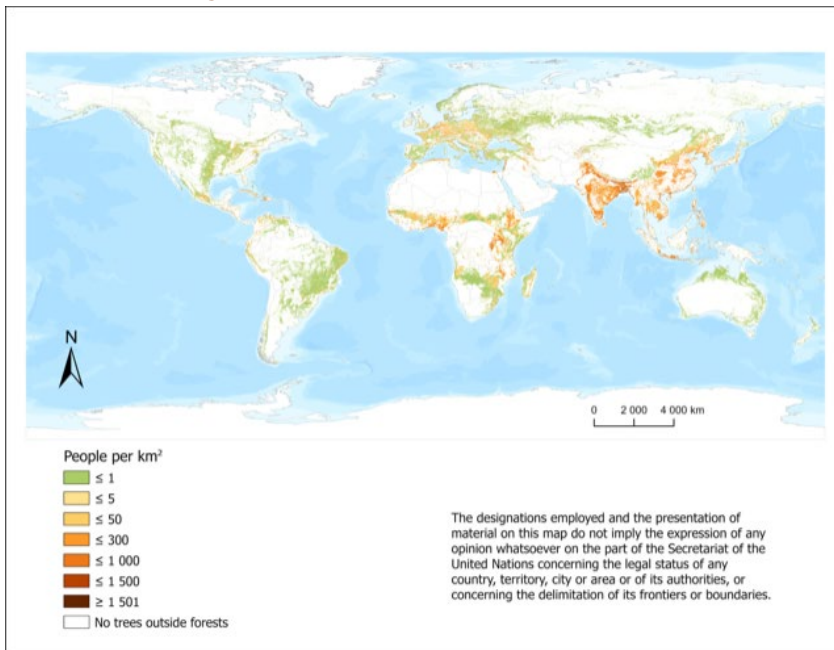 N
0 2 000 4 000 km
People per km²
≤ 1
≤ 5
≤ 50
≤ 300
≤ 1 000
≤ 1 500
≥ 1 501
No trees outside forests
The designations employed and the presentation of
material on this map do not imply the expression of any
opinion whatsoever on the part of the Secretariat of the
United Nations concerning the legal status of any
country, territory, city or area or of its authorities, or
concerning the delimitation of its frontiers or boundaries.